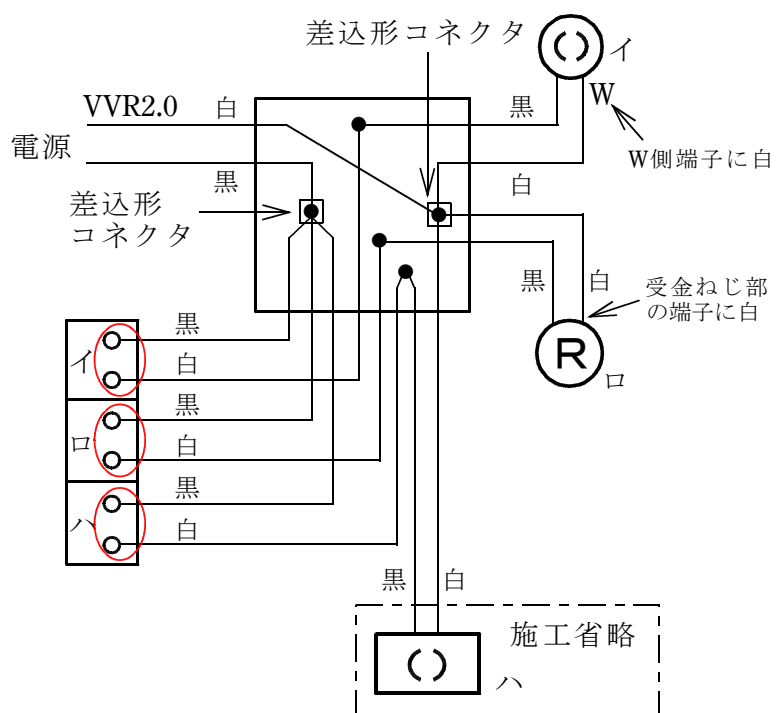 差込形コネクタ
イ
VVR2.0
白
黒
W
電源
W側端子に白
黒
白
差込形
コネクタ
黒
白
受金ねじ部
の端子に白
R
ロ
黒
イ
白
黒
ロ
白
黒
ハ
白
黒
白
施工省略
ハ